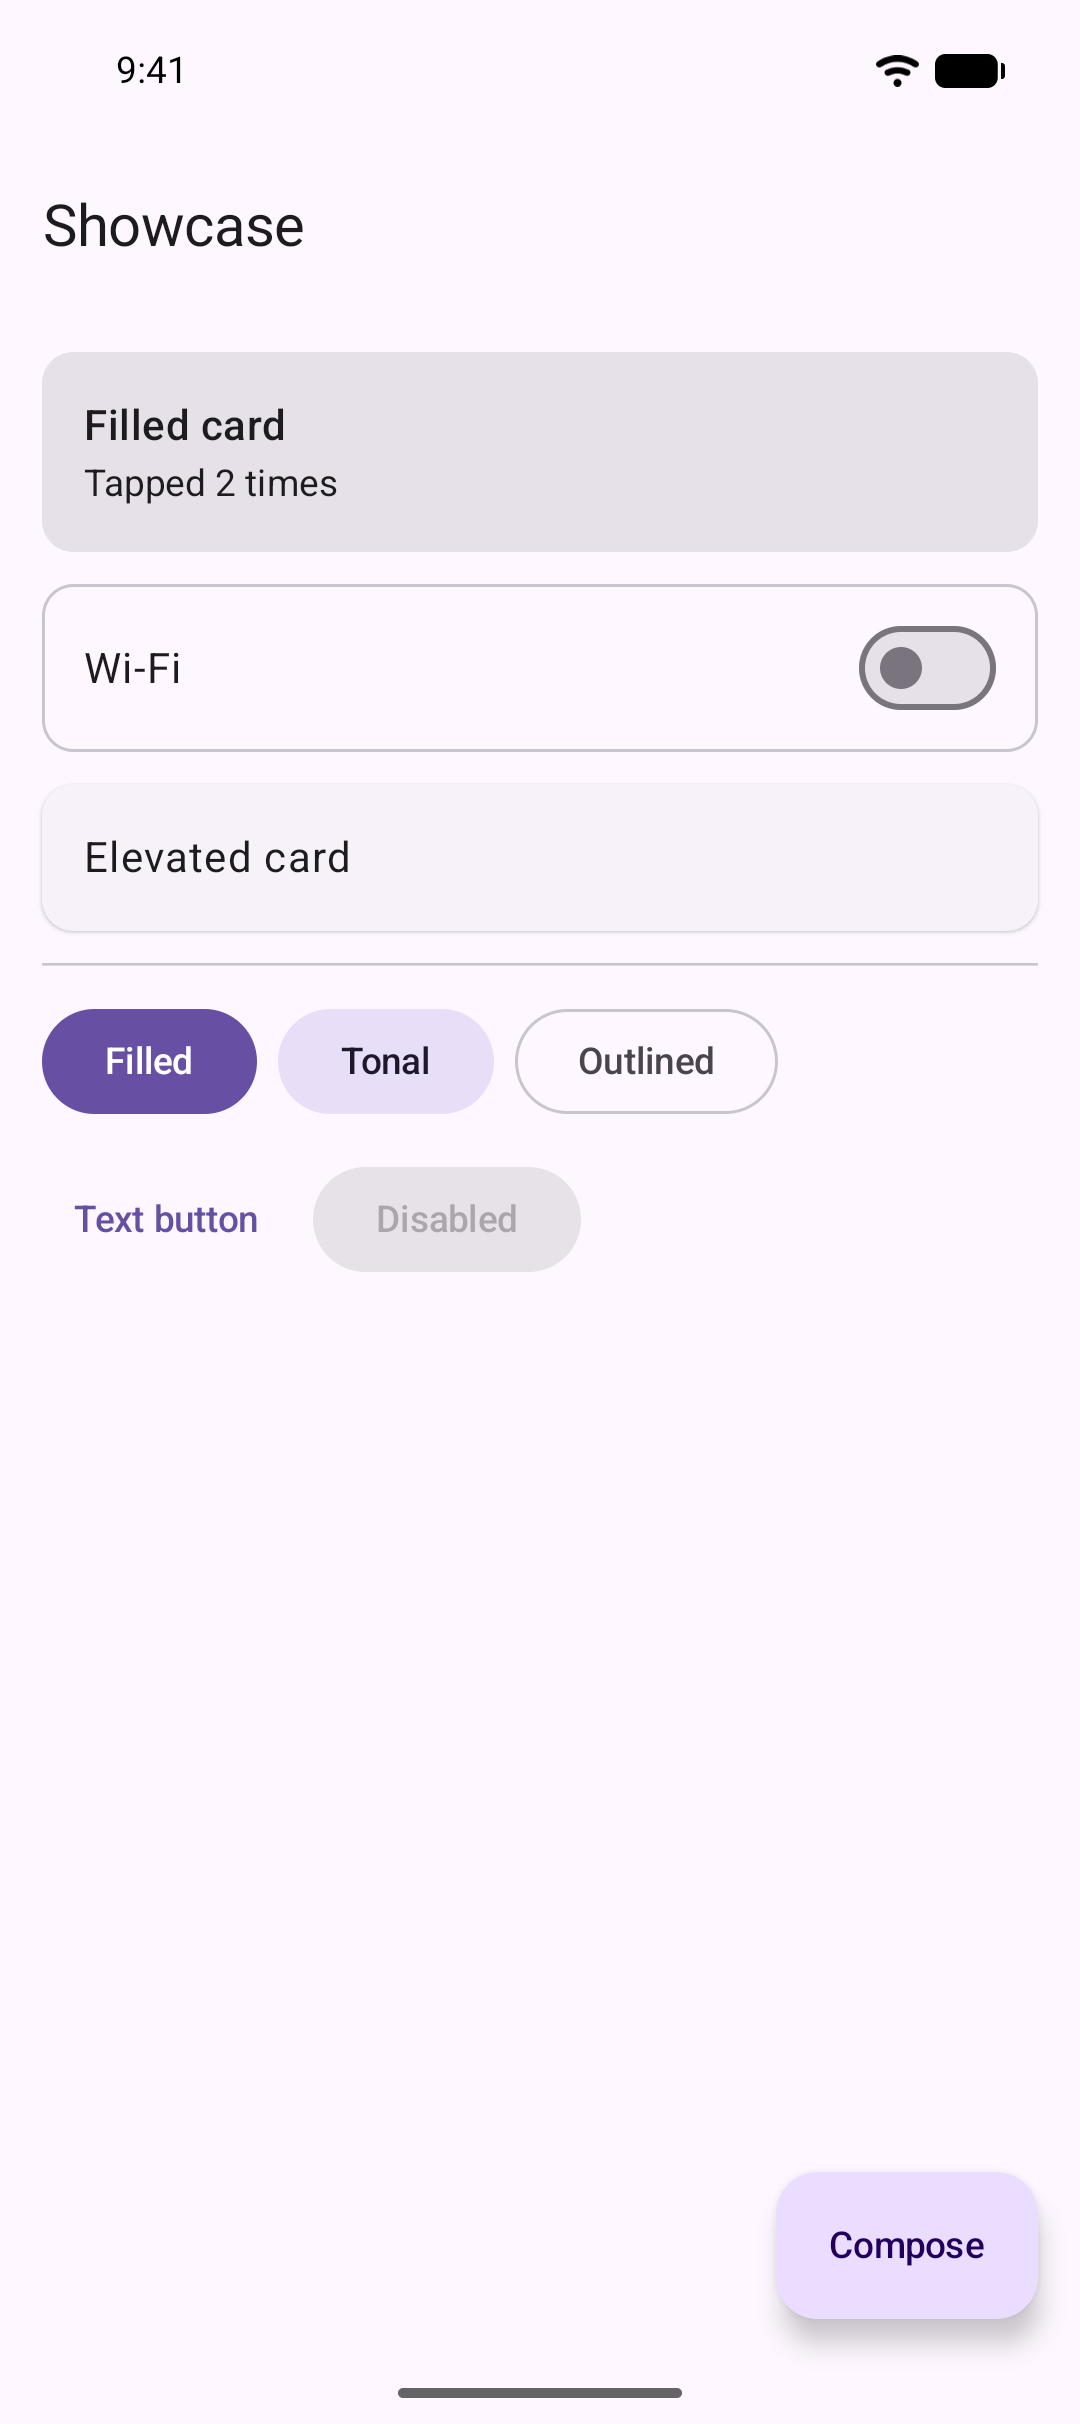 9:41
Showcase
Filled card
Tapped 2 times
Wi-Fi
Elevated card
Filled
Tonal
Outlined
Text button
Disabled
Compose